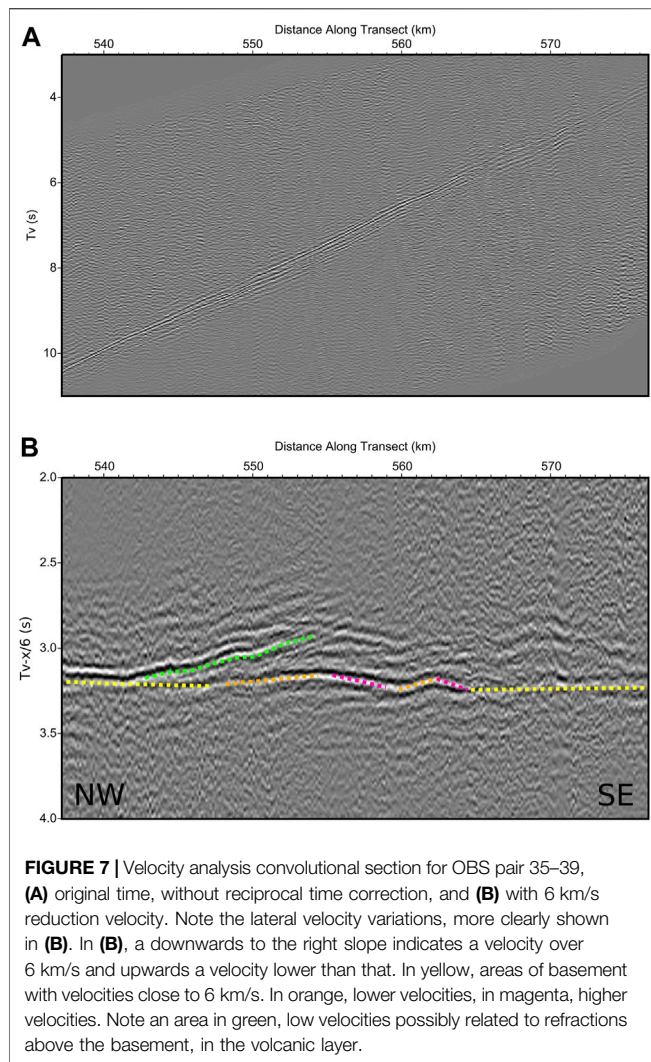 A
Distance Along Transect (km)
540 550 560 570
4
6
8
10
Tv (s)
B
Distance Along Transect (km)
540 550 560 570
2.0
2.5
3.0
3.5
4.0
Tv-x/6 (s)
NW SE
FIGURE 7 | Velocity analysis convolutional section for OBS pair 35–39,
(A) original time, without reciprocal time correction, and (B) with 6 km/s
reduction velocity. Note the lateral velocity variations, more clearly shown
in (B). In (B), a downwards to the right slope indicates a velocity over
6 km/s and upwards a velocity lower than that. In yellow, areas of basement
with velocities close to 6 km/s. In orange, lower velocities, in magenta, higher
velocities. Note an area in green, low velocities possibly related to refractions
above the basement, in the volcanic layer.